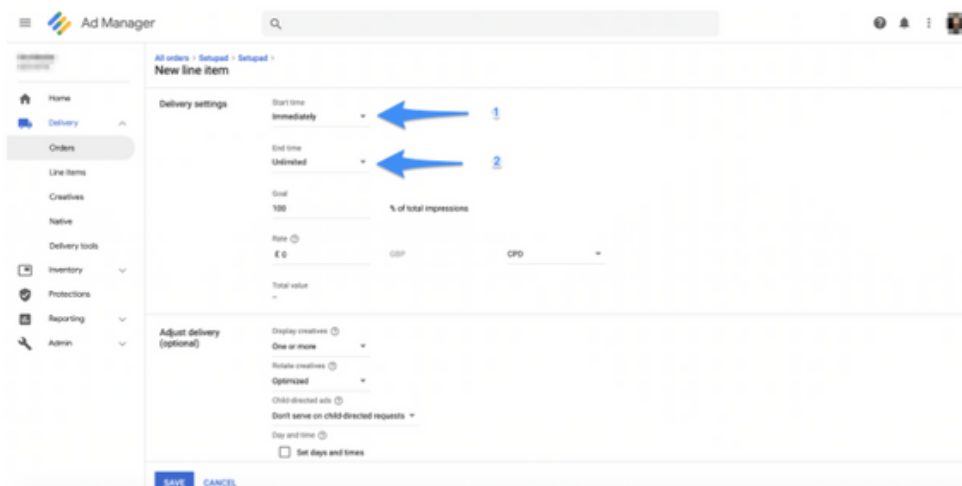 Ad Manager
All orders > Setupad > Setupad >
New line item
Home
Delivery
Orders
Line items
Creatives
Native
Delivery tools
Inventory
Protections
Reporting
Admin
Delivery settings
Start time
Immediately
1
End time
Unlimited
2
Goal
100 % of total impressions
Rate
£ 0 GBP CPD
Total value
–
Adjust delivery
(optional)
Display creatives
One or more
Rotate creatives
Optimized
Child-directed ads
Don't serve on child-directed requests
Day and time
Set days and times
SAVE CANCEL